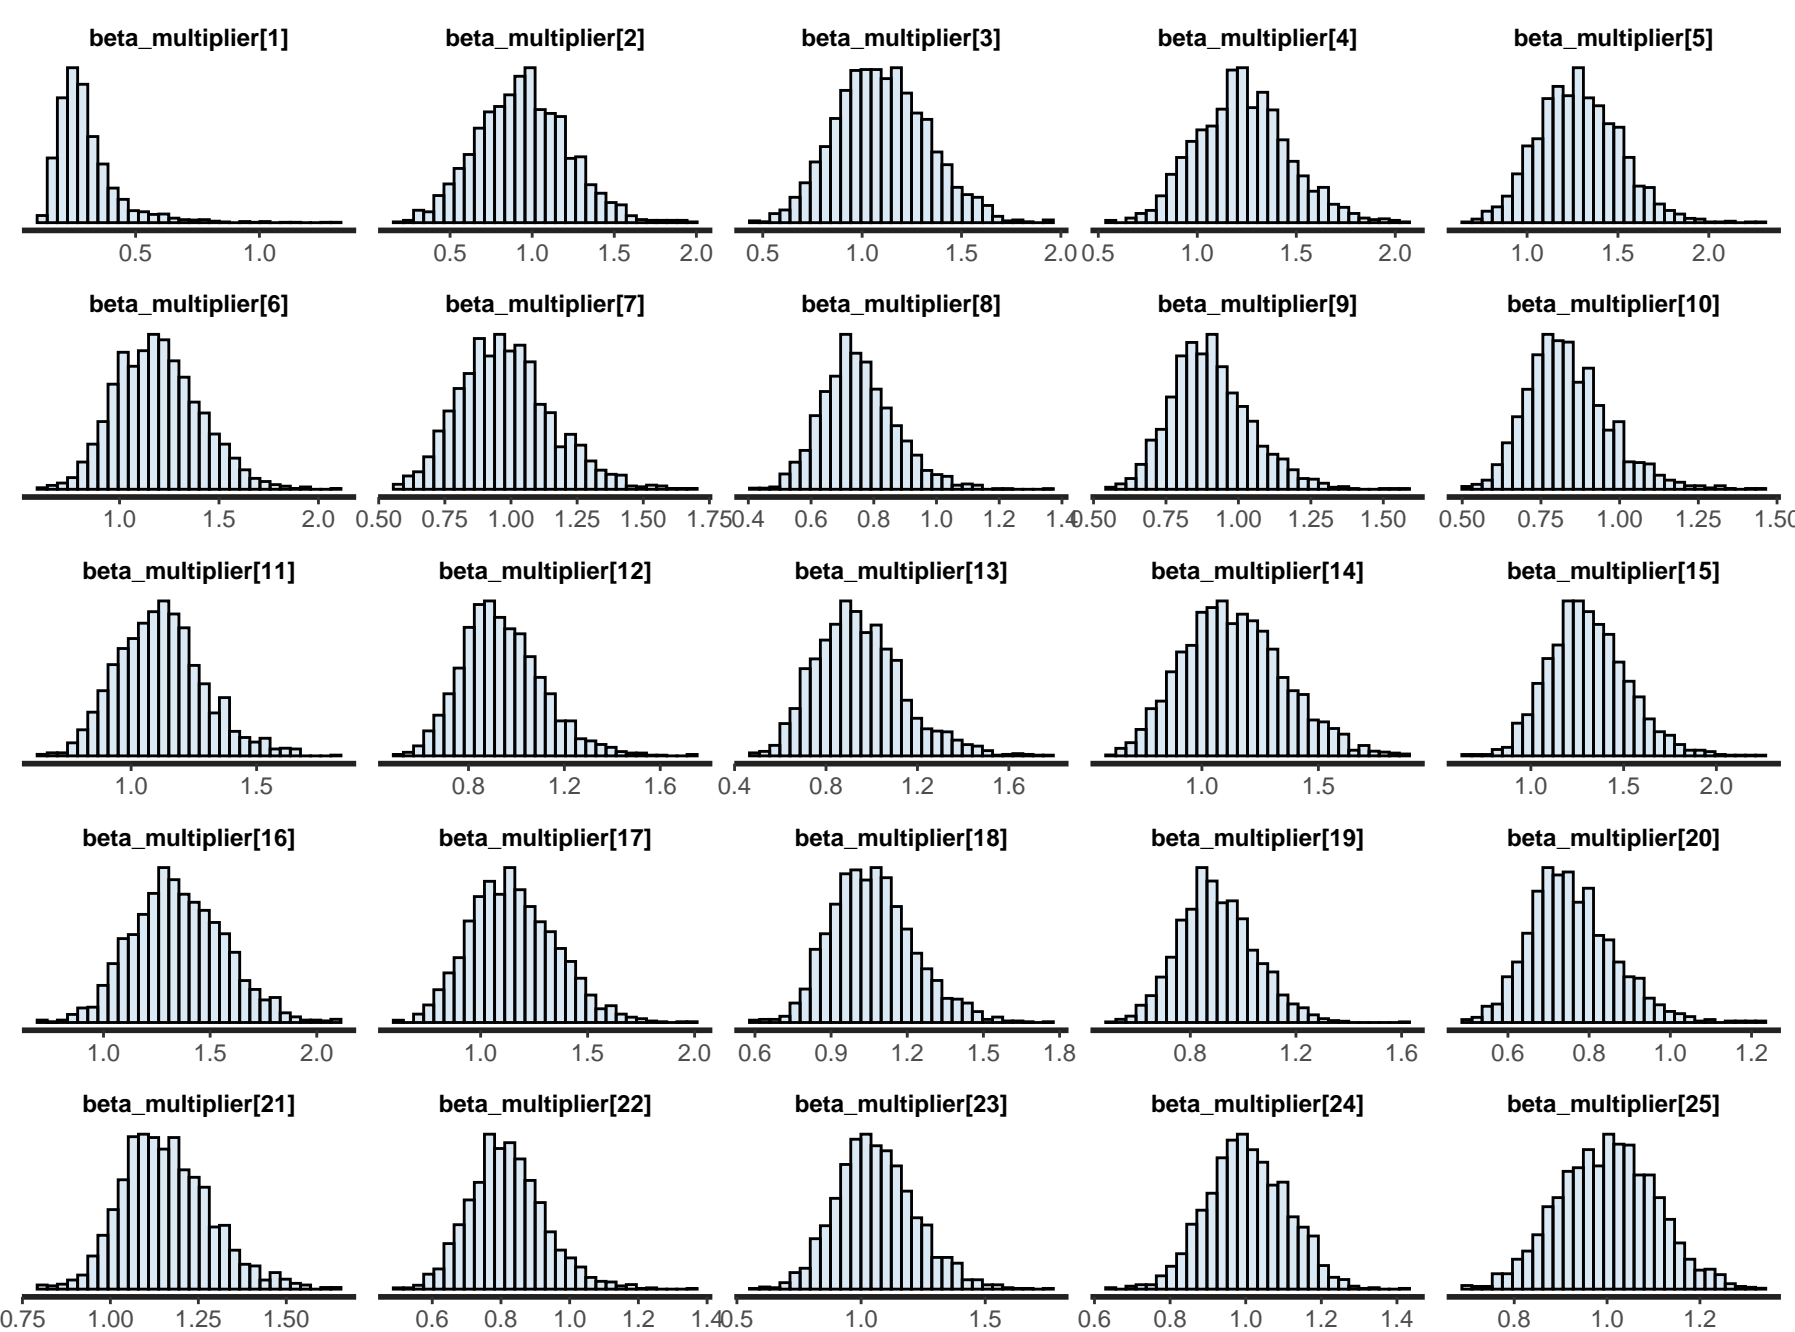 beta_multiplier[1] beta_multiplier[2] beta_multiplier[3] beta_multiplier[4] beta_multiplier[5]
0.5 1.0 0.5 1.0 1.5 2.0 0.5 1.0 1.5 2.0 0.5 1.0 1.5 2.0 1.0 1.5 2.0
beta_multiplier[6] beta_multiplier[7] beta_multiplier[8] beta_multiplier[9] beta_multiplier[10]
1.0 1.5 2.0 0.50 0.75 1.00 1.25 1.50 1.75 0.4 0.6 0.8 1.0 1.2 1.4 0.50 0.75 1.00 1.25 1.50 0.50 0.75 1.00 1.25 1.50
beta_multiplier[11] beta_multiplier[12] beta_multiplier[13] beta_multiplier[14] beta_multiplier[15]
1.0 1.5 0.8 1.2 1.6 0.4 0.8 1.2 1.6 1.0 1.5 1.0 1.5 2.0
beta_multiplier[16] beta_multiplier[17] beta_multiplier[18] beta_multiplier[19] beta_multiplier[20]
1.0 1.5 2.0 1.0 1.5 2.0 0.6 0.9 1.2 1.5 1.8 0.8 1.2 1.6 0.6 0.8 1.0 1.2
beta_multiplier[21] beta_multiplier[22] beta_multiplier[23] beta_multiplier[24] beta_multiplier[25]
0.75 1.00 1.25 1.50 0.6 0.8 1.0 1.2 1.4 0.5 1.0 1.5 0.6 0.8 1.0 1.2 1.4 0.8 1.0 1.2